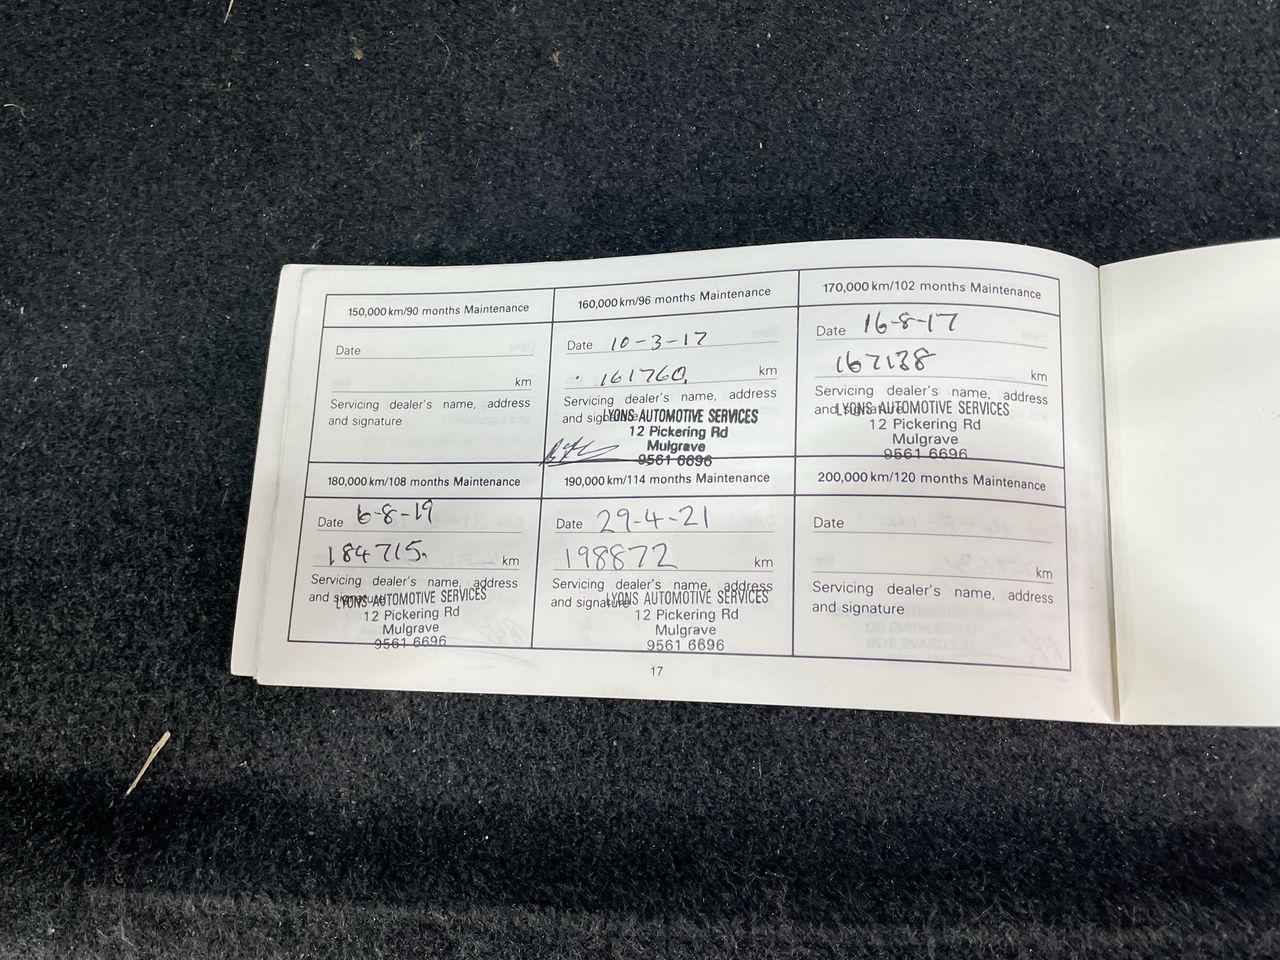 150,000 km/90 months Maintenance
Date
km
Servicing dealer's name, address
and signature
160,000 km/96 months Maintenance
Date 10-3-17
161760 km
Servicing dealer's name, address
and signature
LYONS AUTOMOTIVE SERVICES
12 Pickering Rd
Mulgrave
9561 6696
170,000 km/102 months Maintenance
Date 16-8-17
167138 km
Servicing dealer's name, address
and signature
LYONS AUTOMOTIVE SERVICES
12 Pickering Rd
Mulgrave
9561 6696
180,000 km/108 months Maintenance
Date 6-8-19
184715. km
Servicing dealer's name, address
and signature
LYONS AUTOMOTIVE SERVICES
12 Pickering Rd
Mulgrave
9561 6696
190,000 km/114 months Maintenance
Date 29-4-21
198872 km
Servicing dealer's name, address
and signature
LYONS AUTOMOTIVE SERVICES
12 Pickering Rd
Mulgrave
9561 6696
200,000 km/120 months Maintenance
Date
km
Servicing dealer's name, address
and signature
17